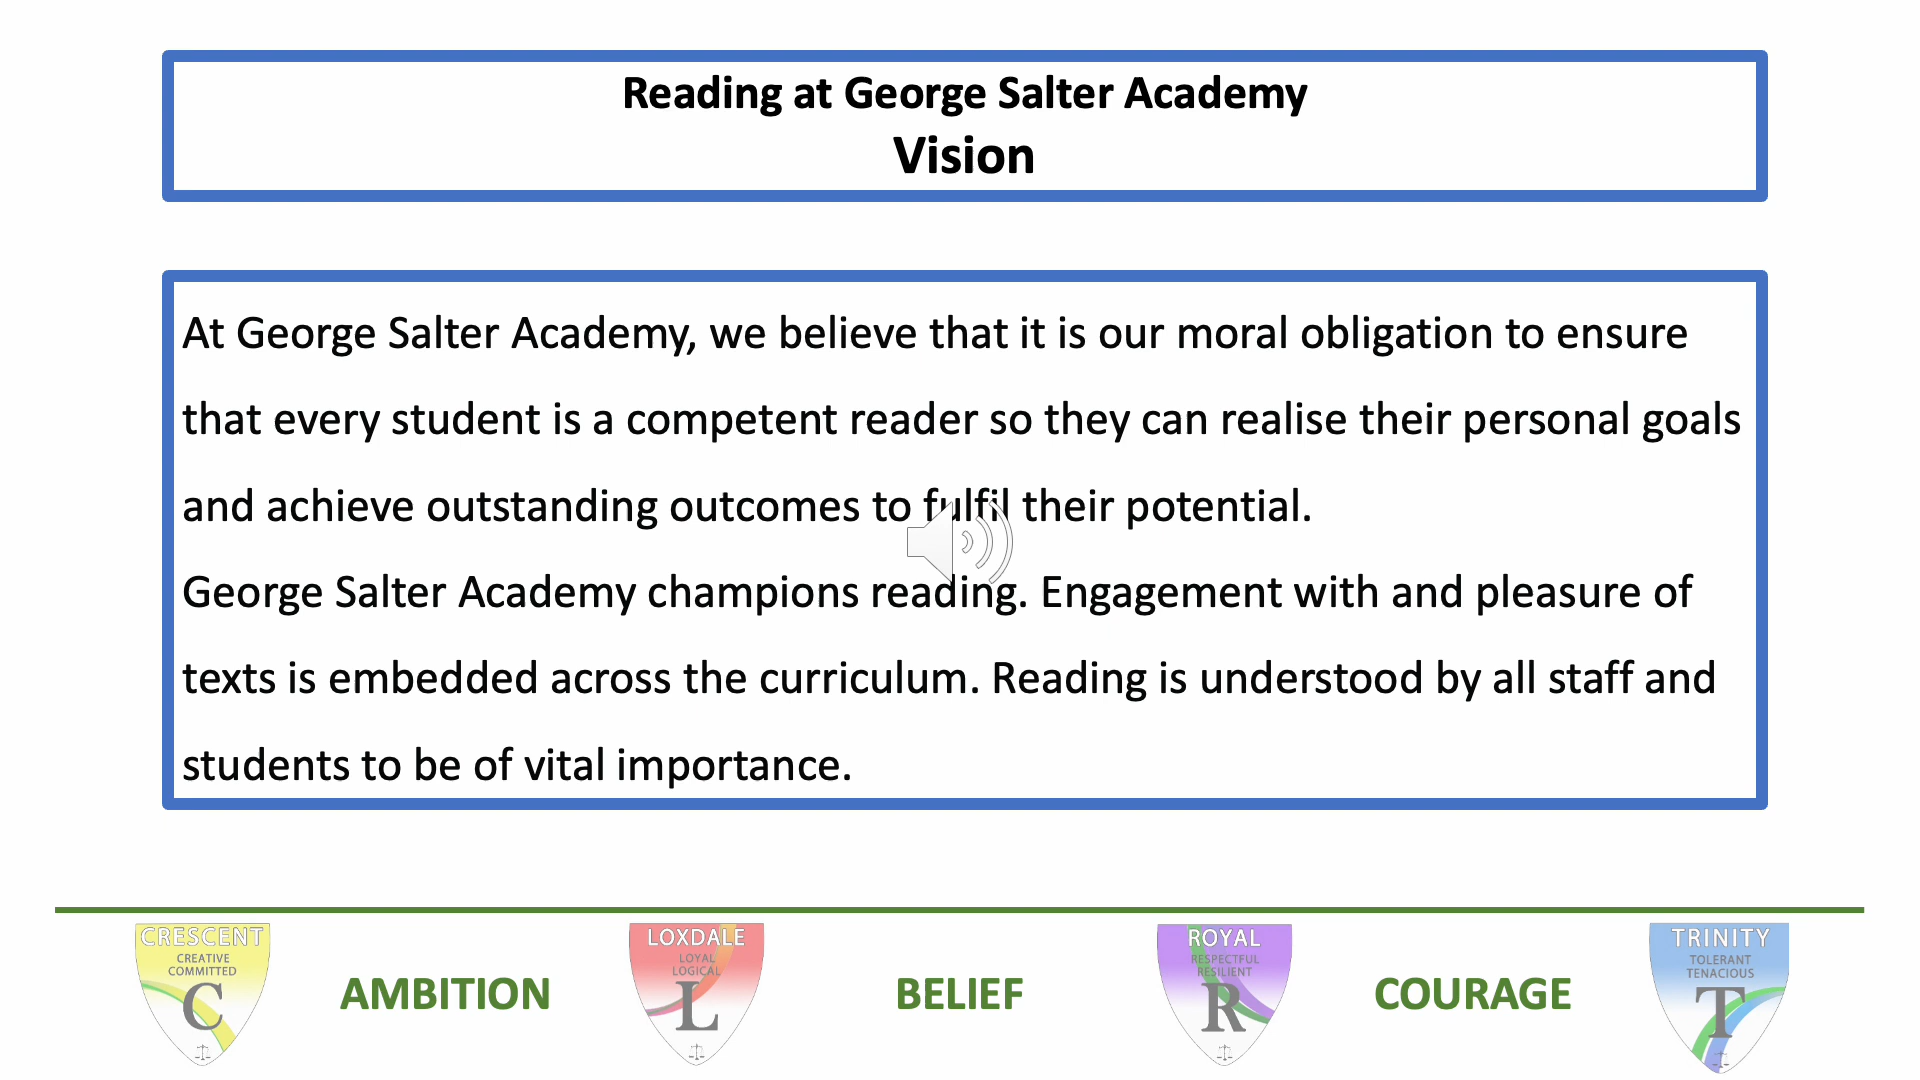 Reading at George Salter Academy
Vision
At George Salter Academy, we believe that it is our moral obligation to ensure
that every student is a competent reader so they can realise their personal goals
and achieve outstanding outcomes to fulfil their potential.
George Salter Academy champions reading. Engagement with and pleasure of
texts is embedded across the curriculum. Reading is understood by all staff and
students to be of vital importance.
CRESCENT
CREATIVE
COMMITTED
C
AMBITION
LOXDALE
LOYAL
LOGICAL
L
BELIEF
ROYAL
RESPECTFUL
RESILIENT
R
COURAGE
TRINITY
TOLERANT
TENACIOUS
T